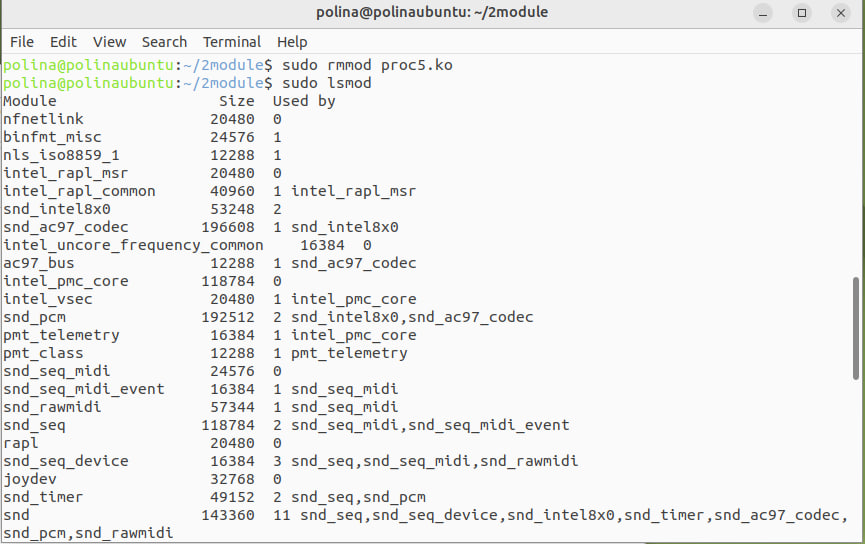 polina@polinaubuntu: ~/2module
File Edit View Search Terminal Help
polina@polinaubuntu:~/2module$ sudo rmmod proc5.ko
polina@polinaubuntu:~/2module$ sudo lsmod
Module                  Size  Used by
nfnetlink              20480  0
binfmt_misc            24576  1
nls_iso8859_1          12288  1
intel_rapl_msr         20480  0
intel_rapl_common      40960  1 intel_rapl_msr
snd_intel8x0           53248  2
snd_ac97_codec        196608  1 snd_intel8x0
intel_uncore_frequency_common    16384  0
ac97_bus               12288  1 snd_ac97_codec
intel_pmc_core        118784  0
intel_vsec             20480  1 intel_pmc_core
snd_pcm               192512  2 snd_intel8x0,snd_ac97_codec
pmt_telemetry          16384  1 intel_pmc_core
pmt_class              12288  1 pmt_telemetry
snd_seq_midi           24576  0
snd_seq_midi_event     16384  1 snd_seq_midi
snd_rawmidi            57344  1 snd_seq_midi
snd_seq               118784  2 snd_seq_midi,snd_seq_midi_event
rapl                   20480  0
snd_seq_device         16384  3 snd_seq,snd_seq_midi,snd_rawmidi
joydev                 32768  0
snd_timer              49152  2 snd_seq,snd_pcm
snd                   143360  11 snd_seq,snd_seq_device,snd_intel8x0,snd_timer,snd_ac97_codec,
snd_pcm,snd_rawmidi